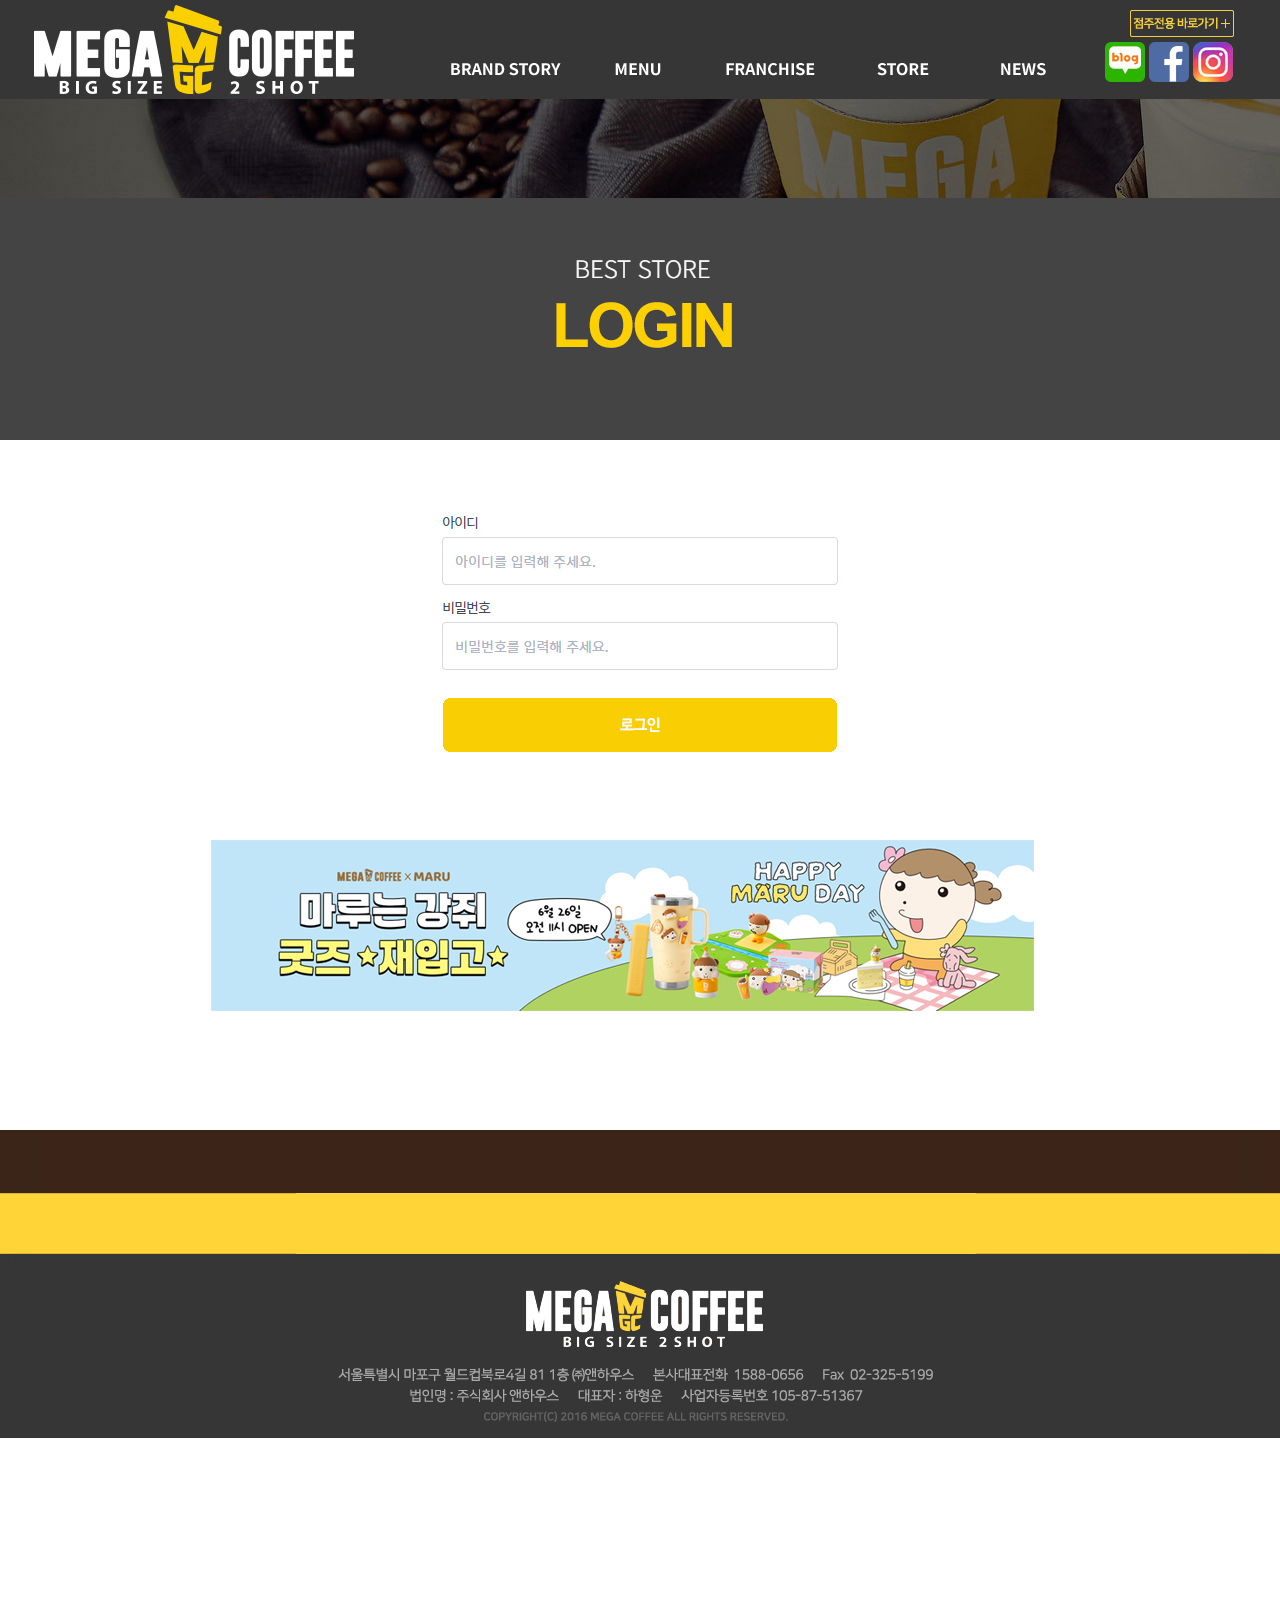 MEGA MGC COFFEE
BIG SIZE 2 SHOT
점주전용 바로가기 +
BRAND STORY
MENU
FRANCHISE
STORE
NEWS
blog
MEGA
BEST STORE
LOGIN
아이디
아이디를 입력해 주세요.
비밀번호
비밀번호를 입력해 주세요.
로그인
MEGA COFFEE × MARU
마루는 강쥐
굿즈 ☆재입고☆
6월 26일
오전 11시 OPEN
HAPPY
MARU DAY
MEGA MGC COFFEE
BIG SIZE 2 SHOT
서울특별시 마포구 월드컵북로4길 81 1층 ㈜앤하우스 본사대표전화 1588-0656 Fax 02-325-5199
법인명 : 주식회사 앤하우스 대표자 : 하형운 사업자등록번호 105-87-51367
COPYRIGHT(C) 2016 MEGA COFFEE ALL RIGHTS RESERVED.